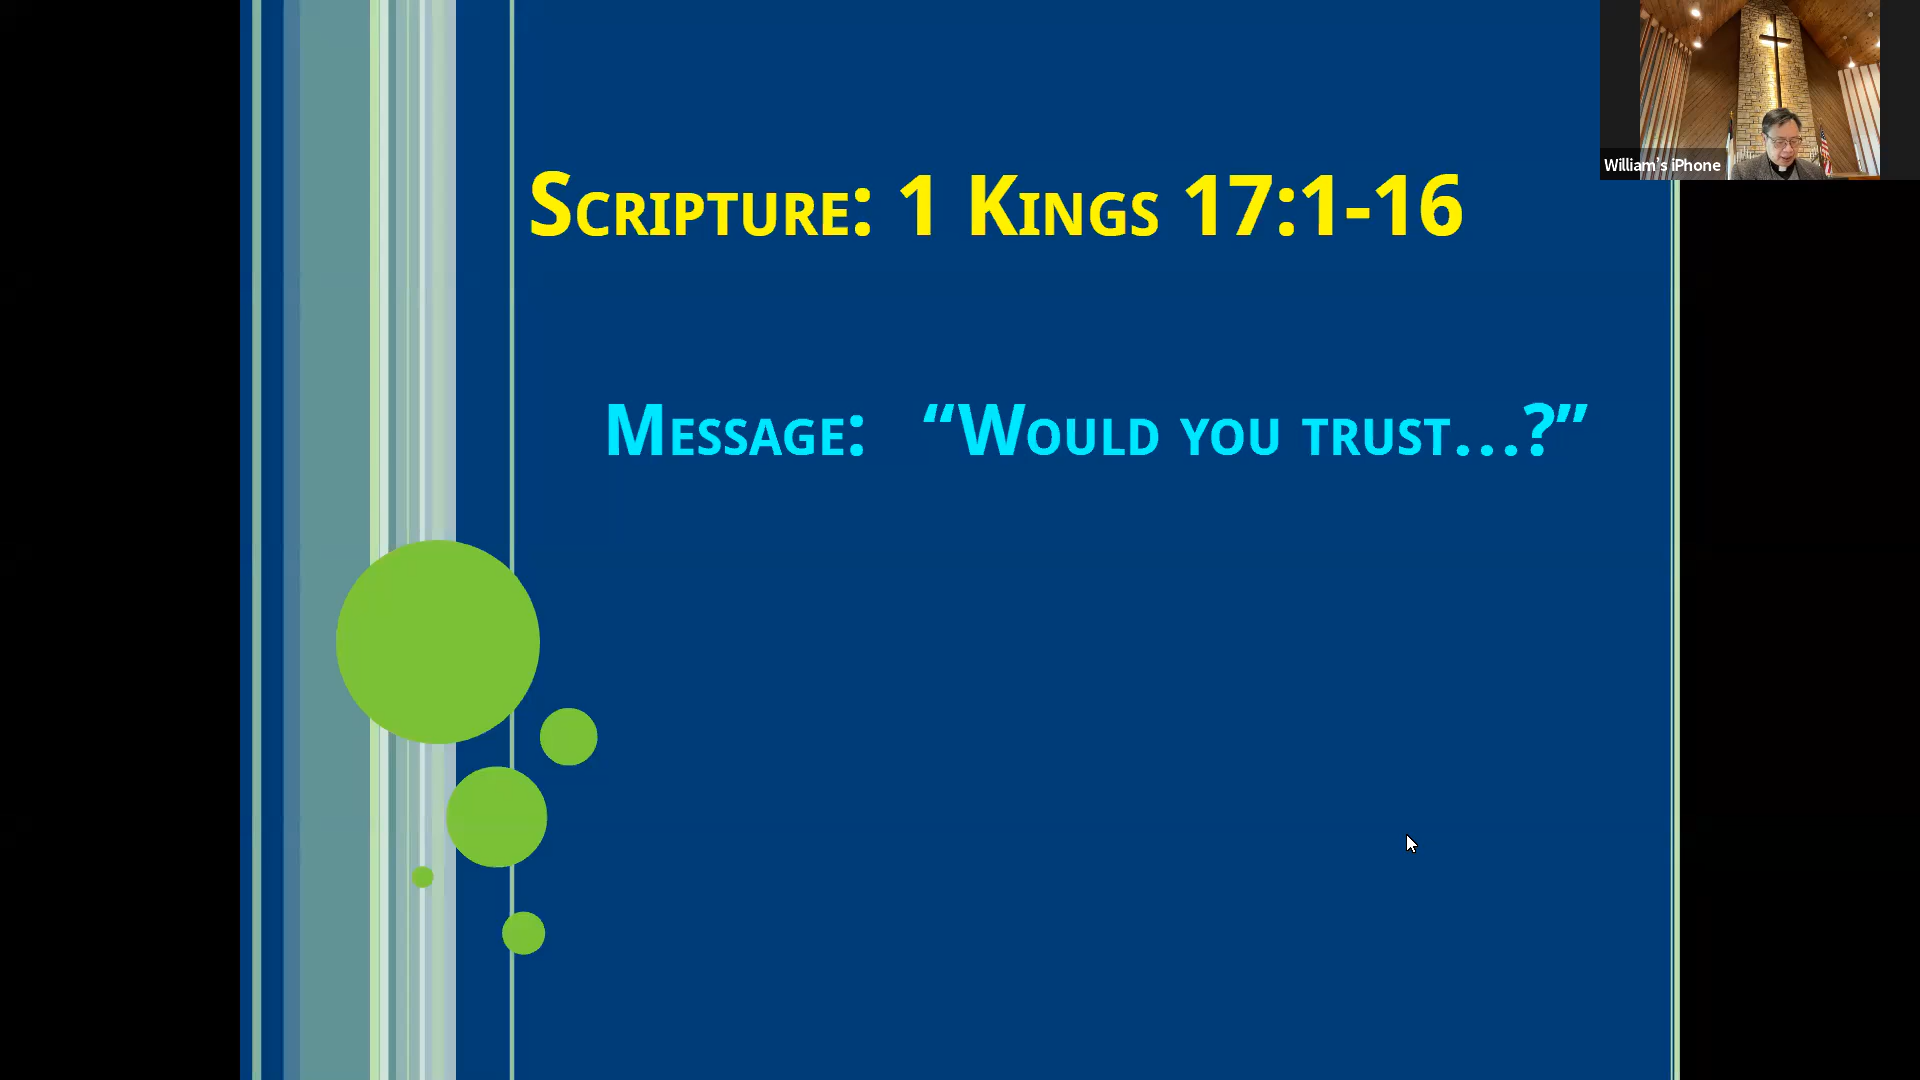 Scripture: 1 Kings 17:1-16
William's iPhone
Message: “Would you trust…?”